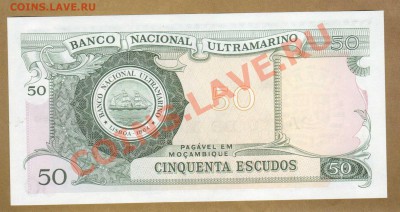 COINS.LAVE.RU
BANCO NACIONAL ULTRAMARINO
50
50
50
BANCO NACIONAL ULTRAMARINO
LISBOA 1864
COINS.LAVE.RU
PAGÁVEL EM
MOÇAMBIQUE
50
CINQUENTA ESCUDOS
50